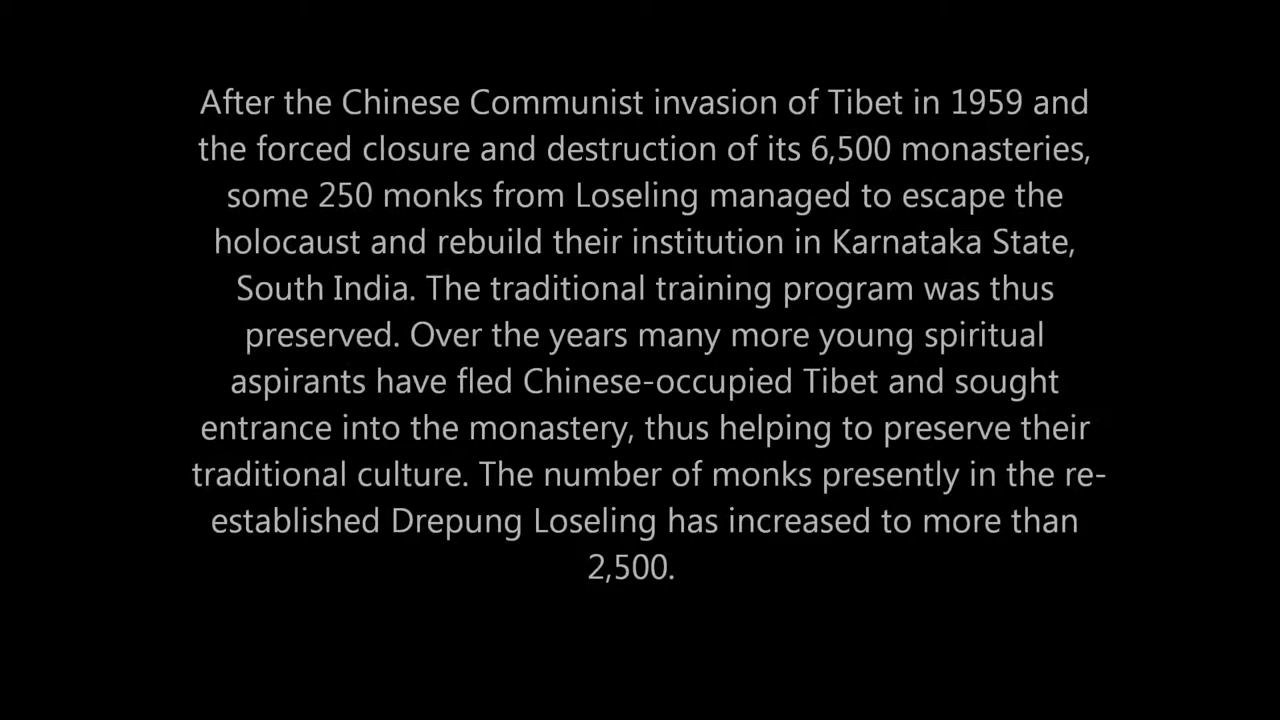 After the Chinese Communist invasion of Tibet in 1959 and
the forced closure and destruction of its 6,500 monasteries,
some 250 monks from Loseling managed to escape the
holocaust and rebuild their institution in Karnataka State,
South India. The traditional training program was thus
preserved. Over the years many more young spiritual
aspirants have fled Chinese-occupied Tibet and sought
entrance into the monastery, thus helping to preserve their
traditional culture. The number of monks presently in the re-
established Drepung Loseling has increased to more than
2,500.